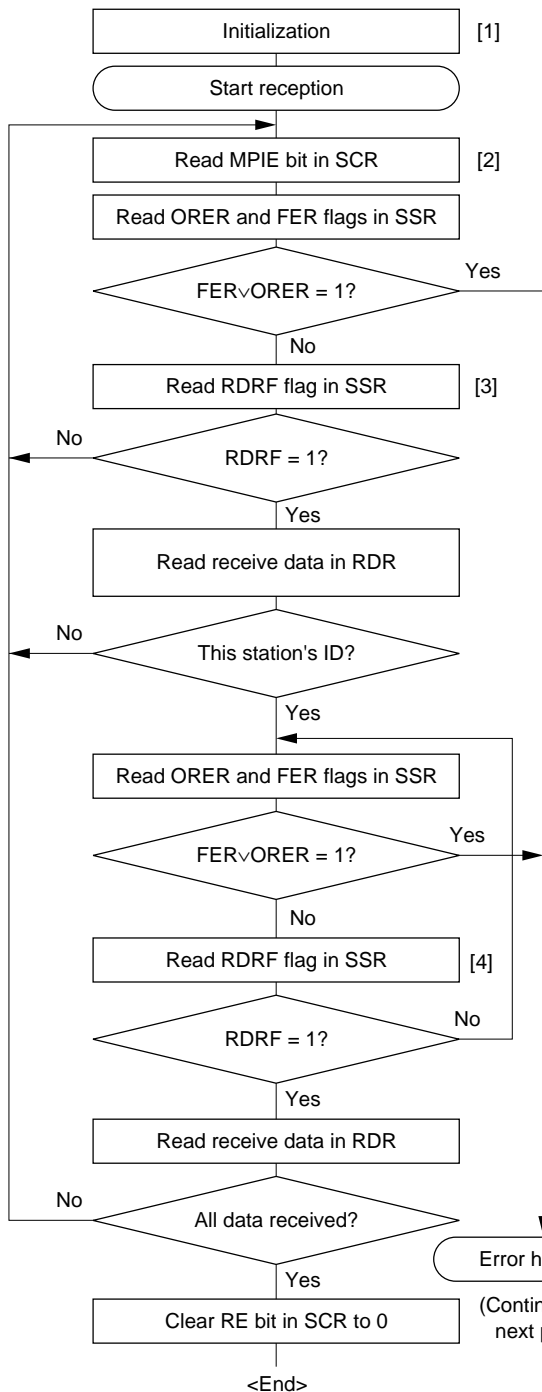 Initialization
[1]
Start reception
Read MPIE bit in SCR
[2]
Read ORER and FER flags in SSR
FER∨ORER = 1?
Yes
No
Read RDRF flag in SSR
[3]
No
RDRF = 1?
Yes
Read receive data in RDR
No
This station's ID?
Yes
Read ORER and FER flags in SSR
FER∨ORER = 1?
Yes
No
Read RDRF flag in SSR
[4]
RDRF = 1?
No
Yes
Read receive data in RDR
No
All data received?
Yes
Error h
Clear RE bit in SCR to 0
(Contin
next p
<End>